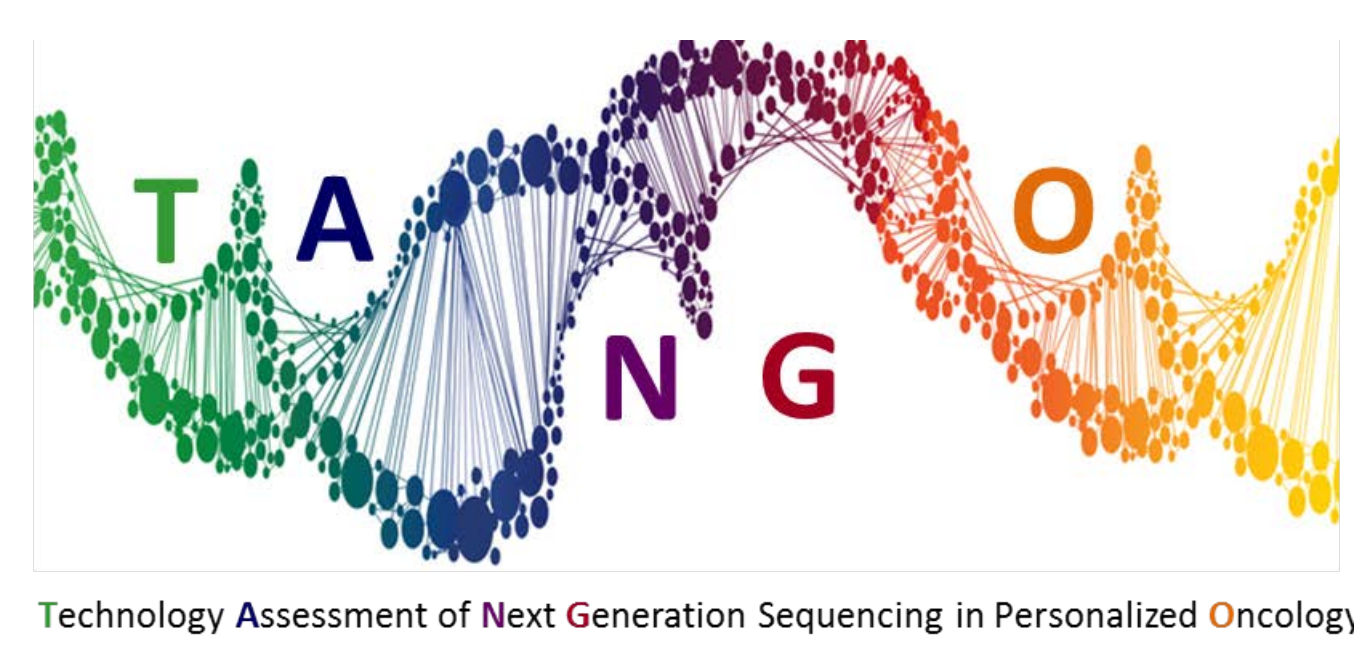 T A
N G
O
Technology Assessment of Next Generation Sequencing in Personalized Oncology